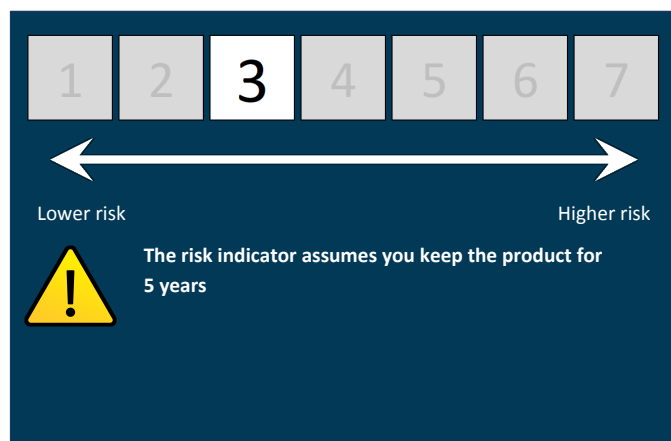 1 2 3 4 5 6 7
Lower risk Higher risk
The risk indicator assumes you keep the product for
5 years